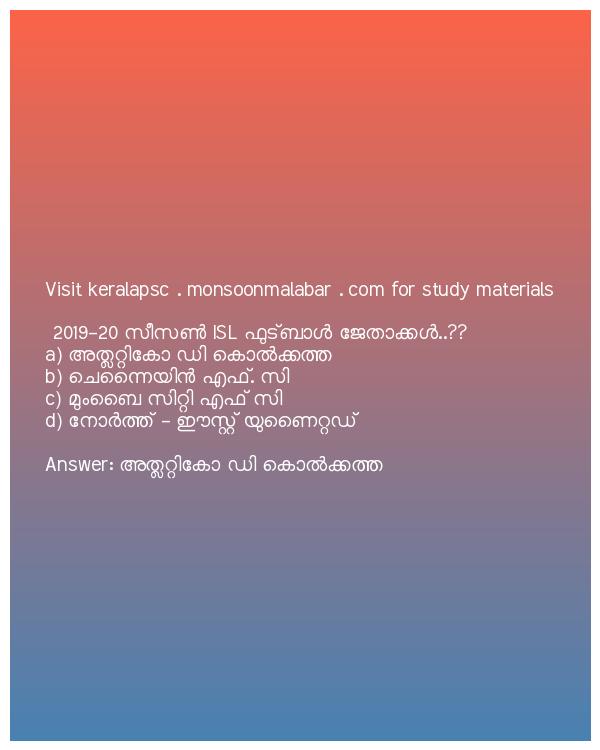 Visit keralapsc . monsoonmalabar . com for study materials
2019-20 സീസൺ ISL ഫുട്ബാൾ ജേതാക്കൾ..??
a) അത്ലറ്റികോ ഡി കൊൽക്കത്ത
b) ചെന്നൈയിൻ എഫ്. സി
c) മുംബൈ സിറ്റി എഫ് സി
d) നോർത്ത് - ഈസ്റ്റ് യുണൈറ്റഡ്
Answer: അത്ലറ്റികോ ഡി കൊൽക്കത്ത